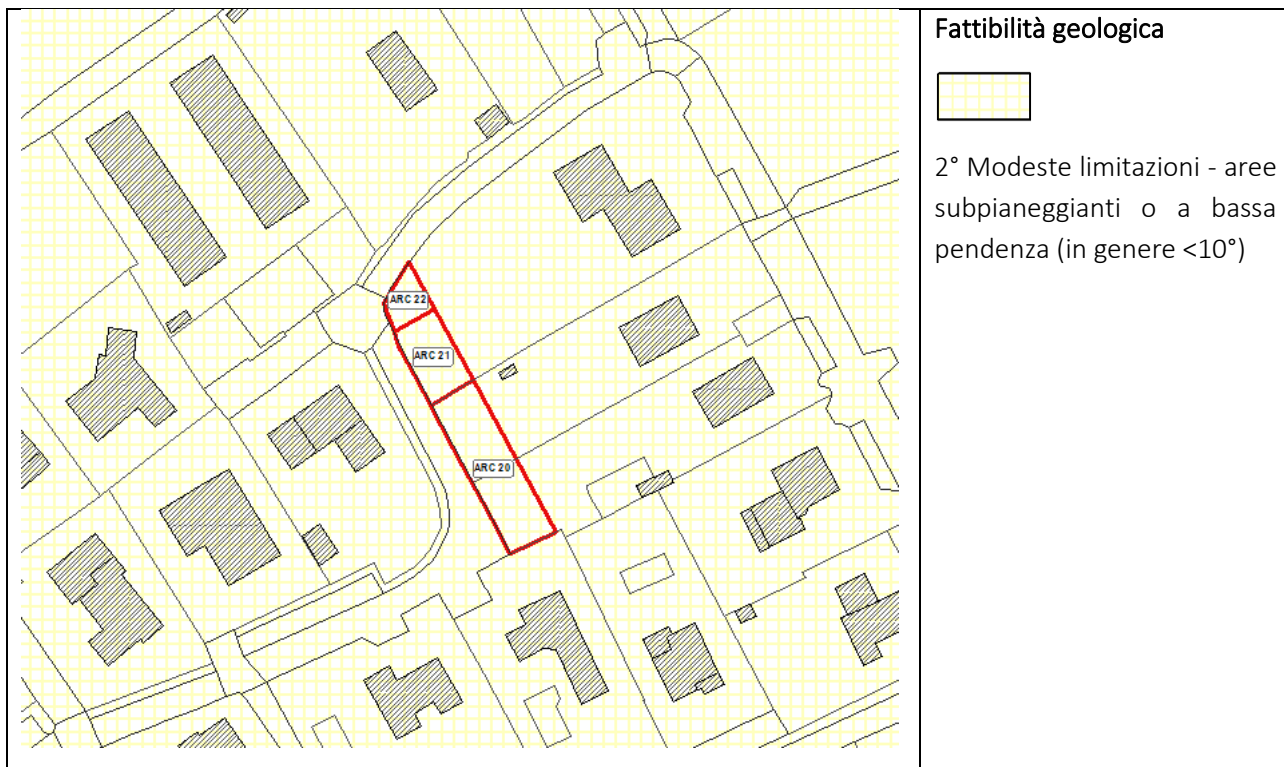 Fattibilità geologica
2° Modeste limitazioni - aree
subpianeggianti o a bassa
pendenza (in genere <10°)
ARC 22
ARC 21
ARC 20